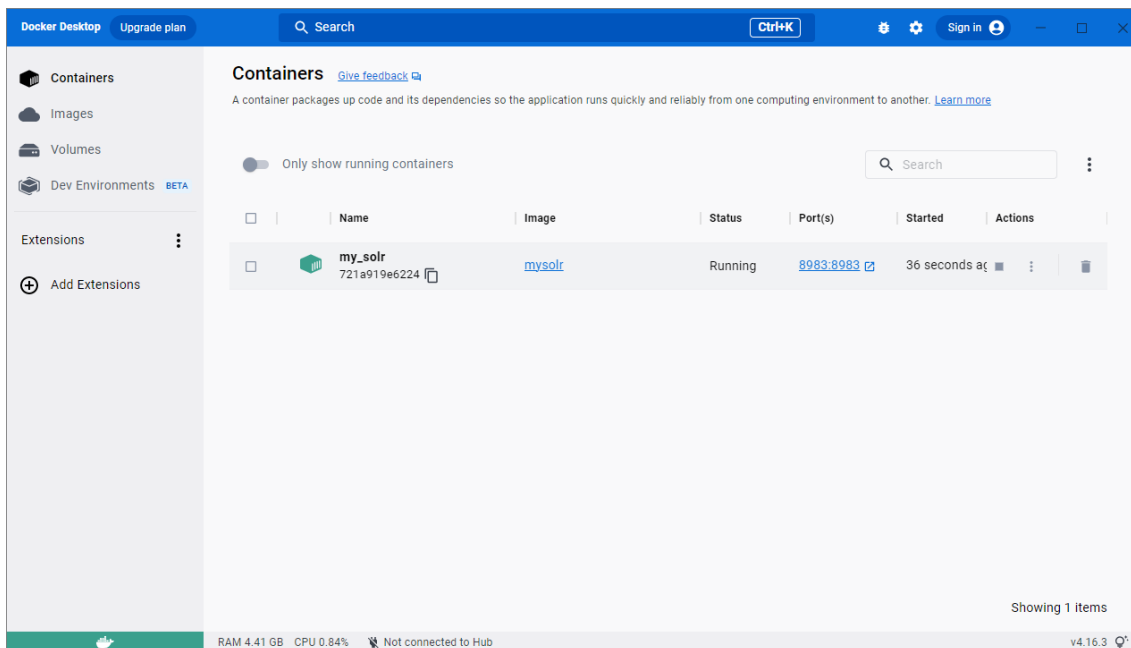 Docker Desktop Upgrade plan Search Ctrl+K Sign in
Containers
Images
Volumes
Dev Environments BETA
Extensions
Add Extensions
Containers Give feedback
A container packages up code and its dependencies so the application runs quickly and reliably from one computing environment to another. Learn more
Only show running containers Search
Name Image Status Port(s) Started Actions
my_solr
721a919e6224 mysolr Running 8983:8983 36 seconds ag
Showing 1 items
RAM 4.41 GB CPU 0.84% Not connected to Hub v4.16.3